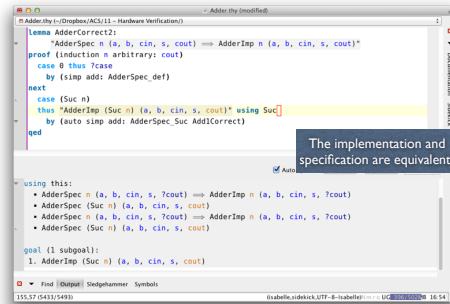 Adder.thy (modified)
Adder.thy (~/Dropbox/ACS/11 – Hardware Verification/)
lemma AdderCorrect2:
"AdderSpec n (a, b, cin, s, cout) ⟹ AdderImp n (a, b, cin, s, cout)"
proof (induction n arbitrary: cout)
case 0 thus ?case
by (simp add: AdderSpec_def)
next
case (Suc n)
thus "AdderImp (Suc n) (a, b, cin, s, cout)" using Suc
by (auto simp add: AdderSpec_Suc Add1Correct)
qed
The implementation and
specification are equivalent
Auto
using this:
• AdderSpec n (a, b, cin, s, ?cout) ⟹ AdderImp n (a, b, cin, s, ?cout)
• AdderSpec (Suc n) (a, b, cin, s, cout)
• AdderSpec n (a, b, cin, s, ?cout) ⟹ AdderImp n (a, b, cin, s, ?cout)
• AdderSpec (Suc n) (a, b, cin, s, cout)
goal (1 subgoal):
1. AdderImp (Suc n) (a, b, cin, s, cout)
Find Output Sledgehammer Symbols
155,57 (5433/5493) (isabelle,sidekick,UTF-8-Isabelle) UG 16:54